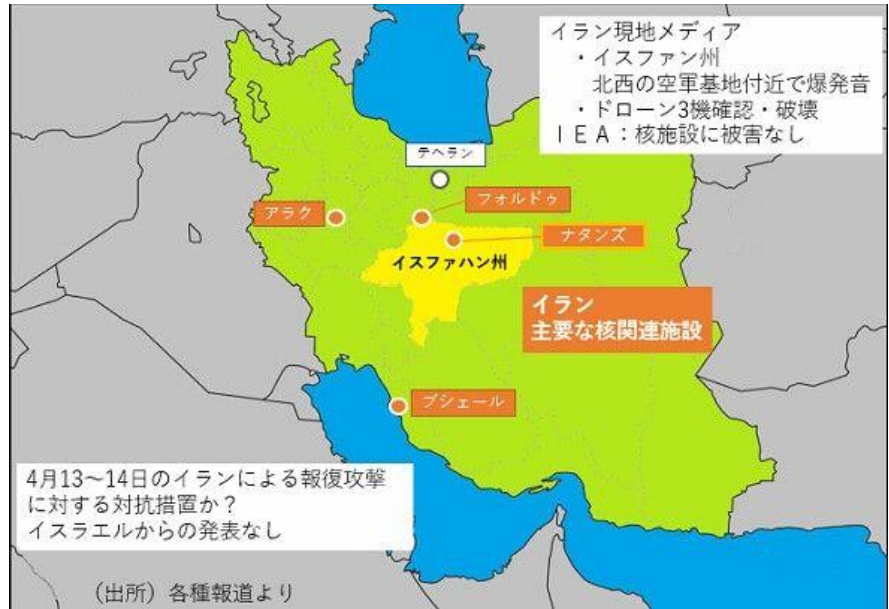 イラン現地メディア
・イスファン州
北西の空軍基地付近で爆発音
・ドローン3機確認・破壊
ＩＥＡ：核施設に被害なし
テヘラン
フォルドゥ
アラク
ナタンズ
イスファハン州
イラン
主要な核関連施設
ブシェール
4月13～14日のイランによる報復攻撃
に対する対抗措置か？
イスラエルからの発表なし
（出所）各種報道より